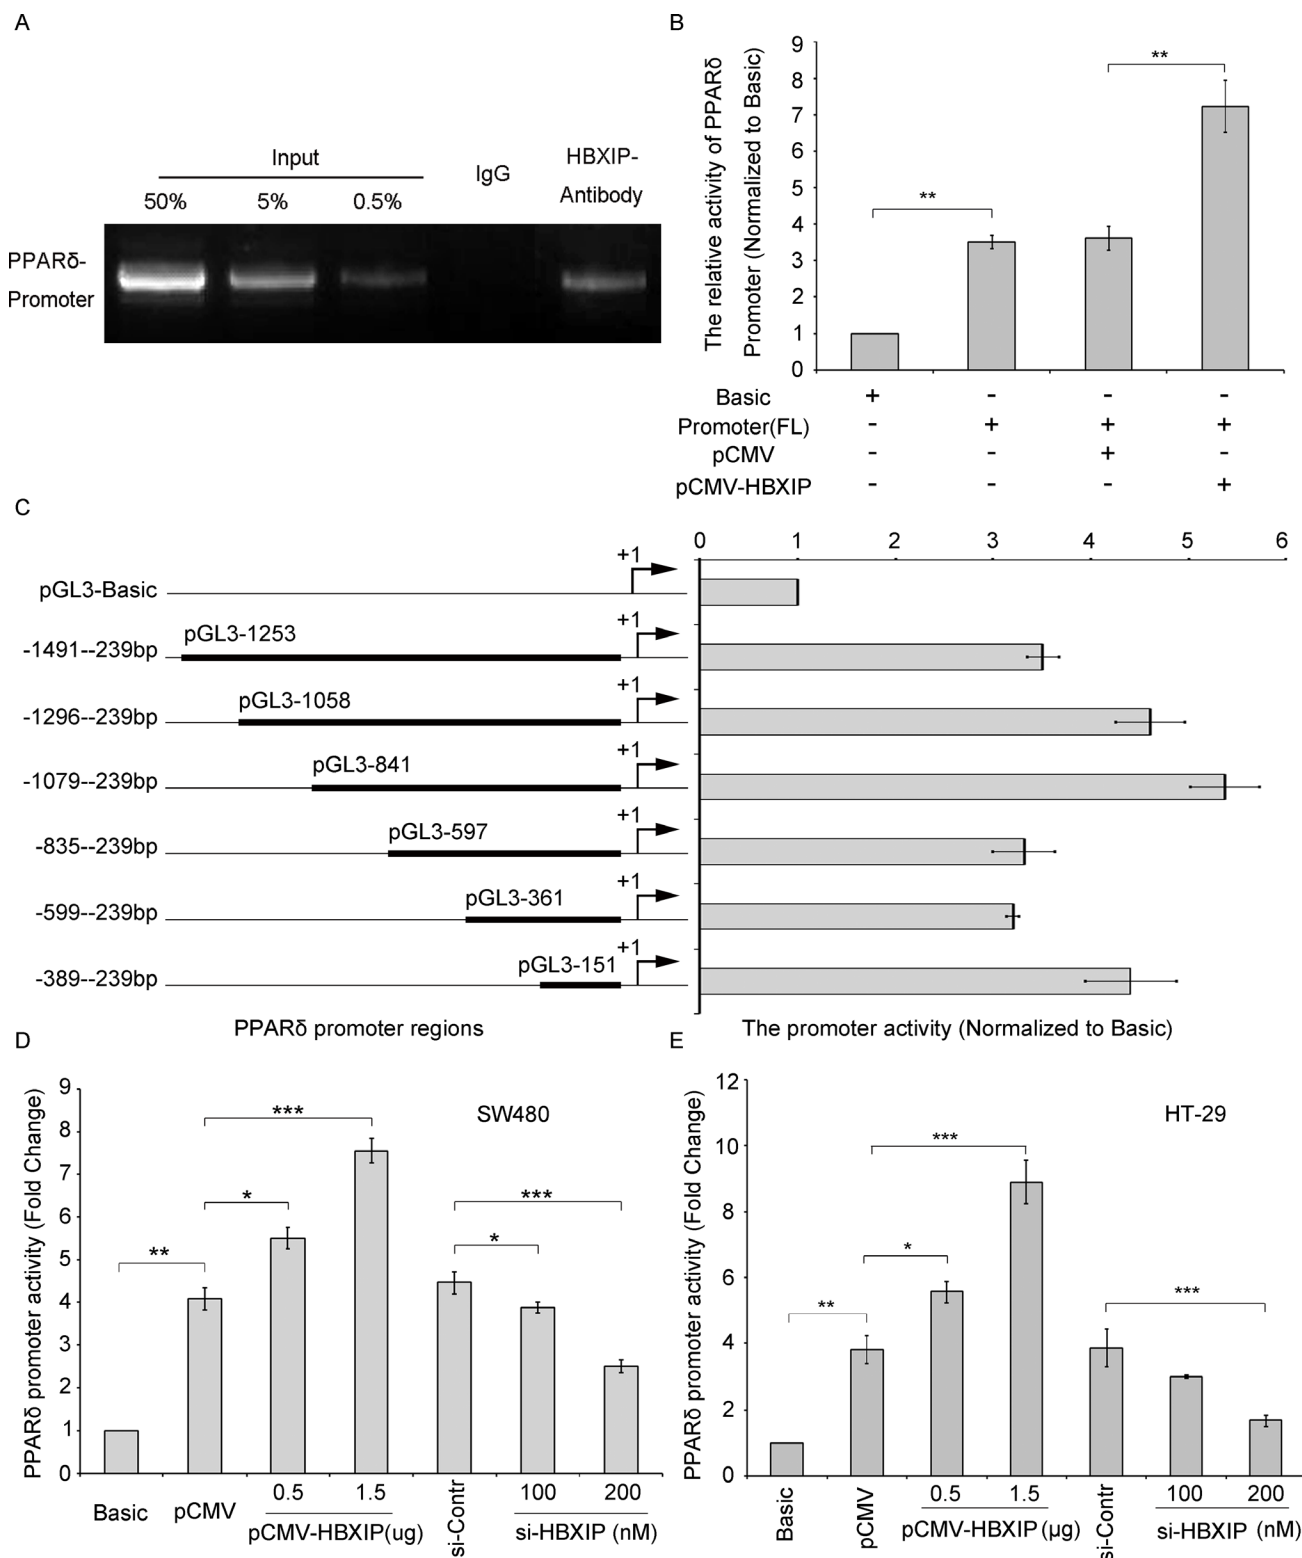 A
Input
IgG
HBXIP-
Antibody
50% 5% 0.5%
PPARδ-
Promoter
B
The relative activity of PPARδ
Promoter (Normalized to Basic)
9
8
7
6
5
4
3
2
1
0
** **
Basic + - - -
Promoter(FL) - + + +
pCMV - - + -
pCMV-HBXIP - - - +
C
0 1 2 3 4 5 6
pGL3-Basic +1
-1491--239bp pGL3-1253 +1
-1296--239bp pGL3-1058 +1
-1079--239bp pGL3-841 +1
-835--239bp pGL3-597 +1
-599--239bp pGL3-361 +1
-389--239bp pGL3-151 +1
PPARδ promoter regions
The promoter activity (Normalized to Basic)
D
PPARδ promoter activity (Fold Change)
9
8
7
6
5
4
3
2
1
0
SW480
** * *** * ***
Basic pCMV 0.5 1.5 si-Contr 100 200
pCMV-HBXIP(ug) si-HBXIP (nM)
E
PPARδ promoter activity (Fold Change)
12
10
8
6
4
2
0
HT-29
** * *** ***
Basic pCMV 0.5 1.5 si-Contr 100 200
pCMV-HBXIP(µg) si-HBXIP (nM)